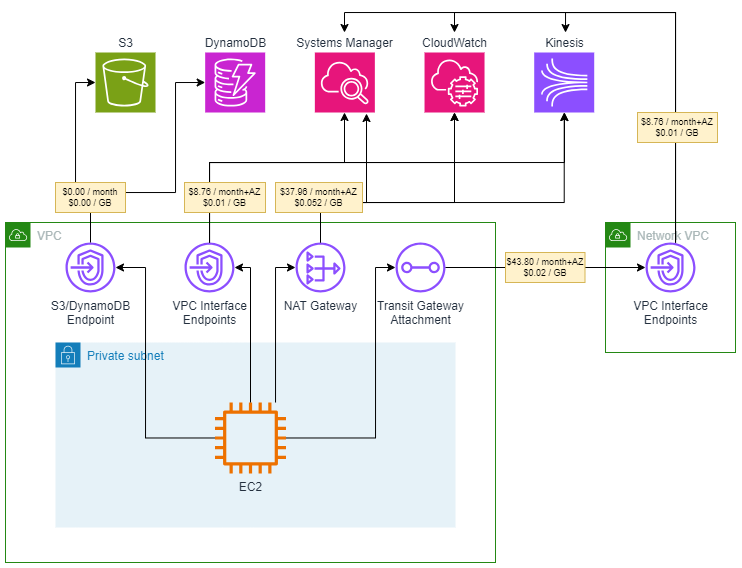 S3
DynamoDB
Systems Manager
CloudWatch
Kinesis
$8.76 / month+AZ
$0.01 / GB
$0.00 / month
$0.00 / GB
$8.76 / month+AZ
$0.01 / GB
$37.96 / month+AZ
$0.052 / GB
VPC
Network VPC
$43.80 / month+AZ
$0.02 / GB
S3/DynamoDB
Endpoint
VPC Interface
Endpoints
NAT Gateway
Transit Gateway
Attachment
VPC Interface
Endpoints
Private subnet
EC2